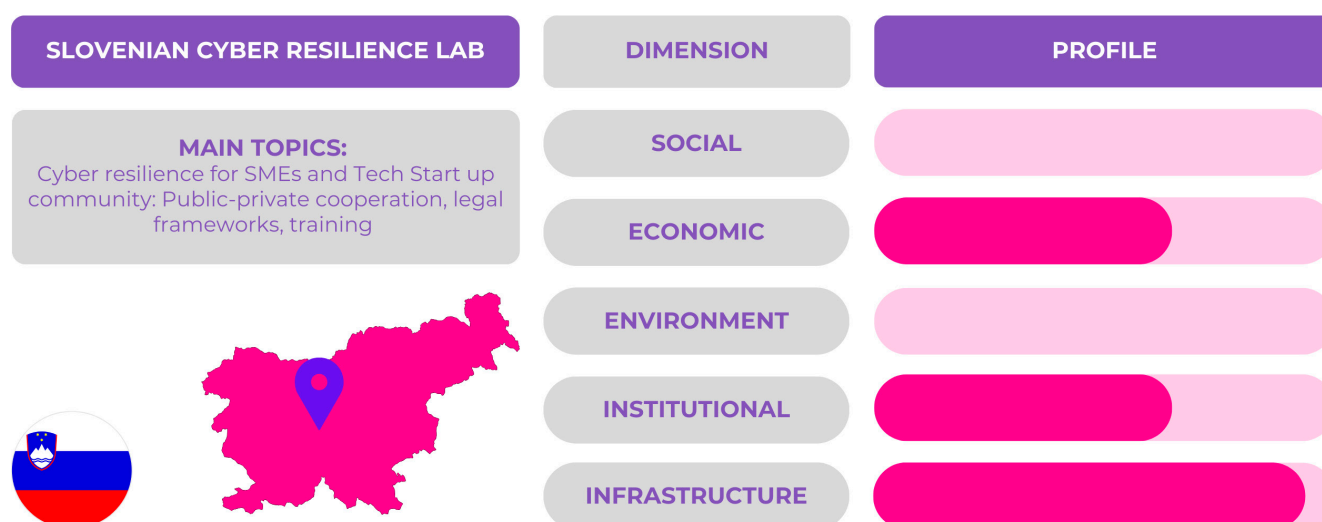 SLOVENIAN CYBER RESILIENCE LAB
DIMENSION
PROFILE
MAIN TOPICS:
Cyber resilience for SMEs and Tech Start up
community: Public-private cooperation, legal
frameworks, training
SOCIAL
ECONOMIC
ENVIRONMENT
INSTITUTIONAL
INFRASTRUCTURE